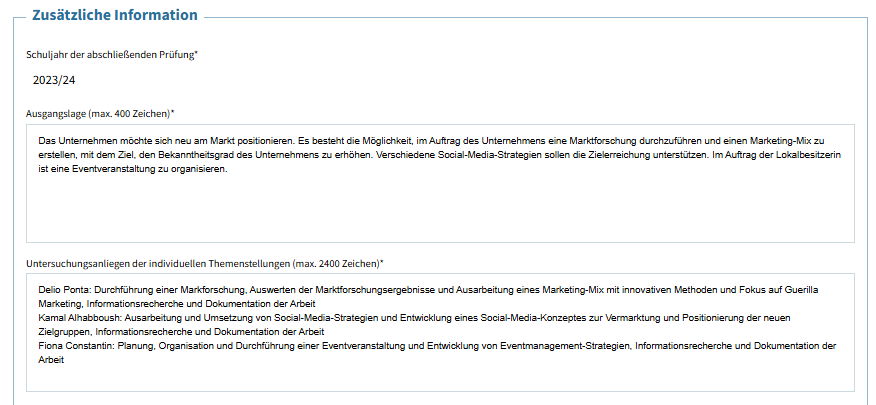 Zusätzliche Information
Schuljahr der abschließenden Prüfung*
2023/24
Ausgangslage (max. 400 Zeichen)*
Das Unternehmen möchte sich neu am Markt positionieren. Es besteht die Möglichkeit, im Auftrag des Unternehmens eine Marktforschung durchzuführen und einen Marketing-Mix zu
erstellen, mit dem Ziel, den Bekanntheitsgrad des Unternehmens zu erhöhen. Verschiedene Social-Media-Strategien sollen die Zielerreichung unterstützen. Im Auftrag der Lokalbesitzerin
ist eine Eventveranstaltung zu organisieren.
Untersuchungsanliegen der individuellen Themenstellungen (max. 2400 Zeichen)*
Delio Ponta: Durchführung einer Markforschung, Auswerten der Marktforschungsergebnisse und Ausarbeitung eines Marketing-Mix mit innovativen Methoden und Fokus auf Guerilla
Marketing, Informationsrecherche und Dokumentation der Arbeit
Kamal Alhabboush: Ausarbeitung und Umsetzung von Social-Media-Strategien und Entwicklung eines Social-Media-Konzeptes zur Vermarktung und Positionierung der neuen
Zielgruppen, Informationsrecherche und Dokumentation der Arbeit
Fiona Constantin: Planung, Organisation und Durchführung einer Eventveranstaltung und Entwicklung von Eventmanagement-Strategien, Informationsrecherche und Dokumentation der
Arbeit